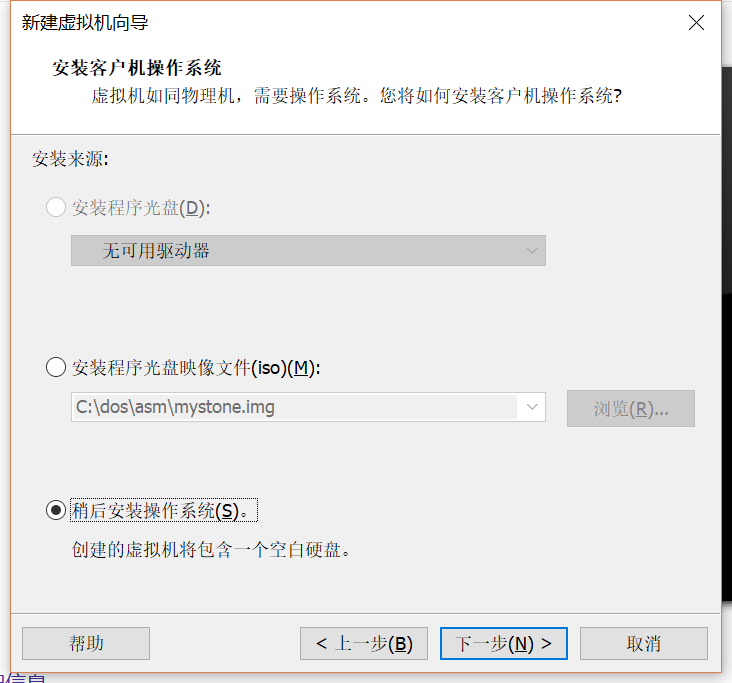 新建虚拟机向导
安装客户机操作系统
虚拟机如同物理机，需要操作系统。您将如何安装客户机操作系统?
安装来源:
安装程序光盘(D):
无可用驱动器
安装程序光盘映像文件(iso)(M):
C:\dos\asm\mystone.img
浏览(R)...
稍后安装操作系统(S)。
创建的虚拟机将包含一个空白硬盘。
帮助
< 上一步(B)
下一步(N) >
取消
信息